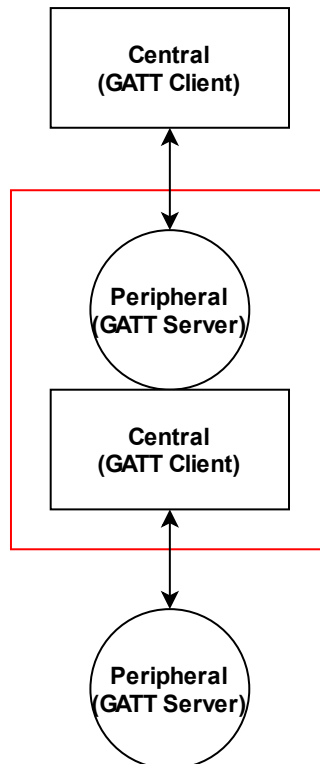 Central
(GATT Client)
Peripheral
(GATT Server)
Central
(GATT Client)
Peripheral
(GATT Server)